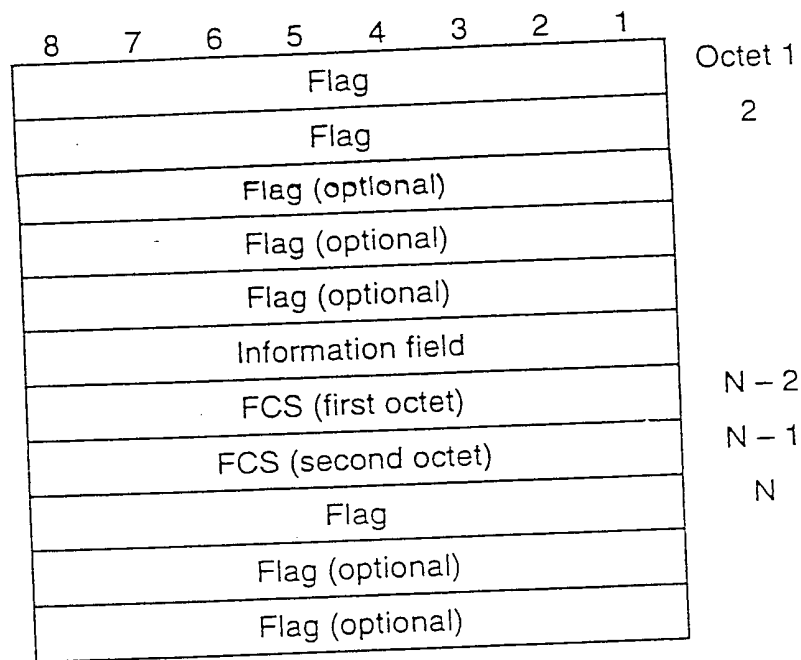 8 7 6 5 4 3 2 1
Flag Octet 1
Flag 2
Flag (optional)
Flag (optional)
Flag (optional)
Information field
FCS (first octet) N – 2
FCS (second octet) N – 1
Flag N
Flag (optional)
Flag (optional)